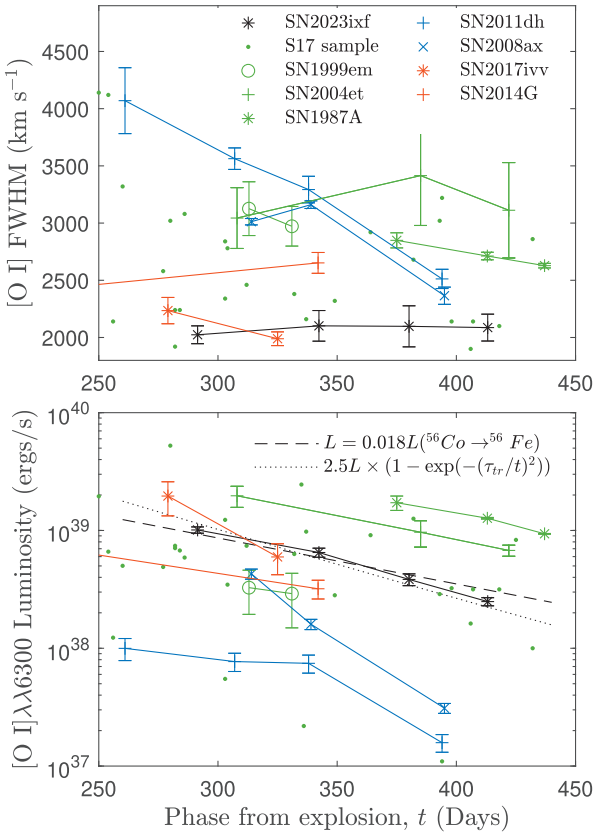 SN2023ixf SN2011dh
S17 sample SN2008ax
SN1999em SN2017ivv
SN2004et SN2014G
SN1987A
[O I] FWHM (km s⁻¹)
4500
4000
3500
3000
2500
2000
250 300 350 400 450
[O I]λλ6300 Luminosity (ergs/s)
10⁴⁰
10³⁹
10³⁸
10³⁷
L = 0.018L(⁵⁶Co →⁵⁶ Fe)
2.5L × (1 − exp(−(τ_tr/t)²))
250 300 350 400 450
Phase from explosion, t (Days)